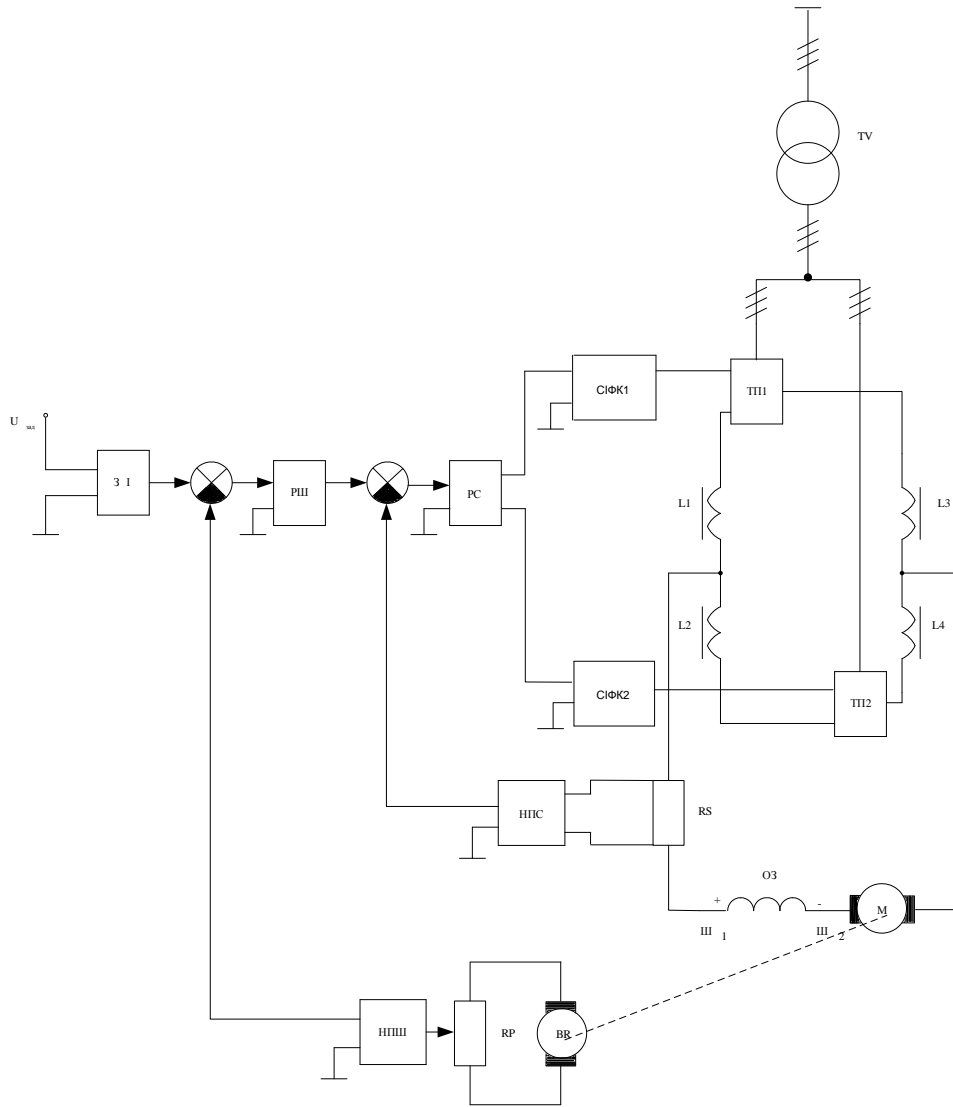 TV
СІФК1
ТП1
U зад
З І
РШ
РС
L1
L3
L2
L4
СІФК2
ТП2
НПС
RS
ОЗ
+
-
М
Ш 1
Ш 2
НПШ
RP
BR